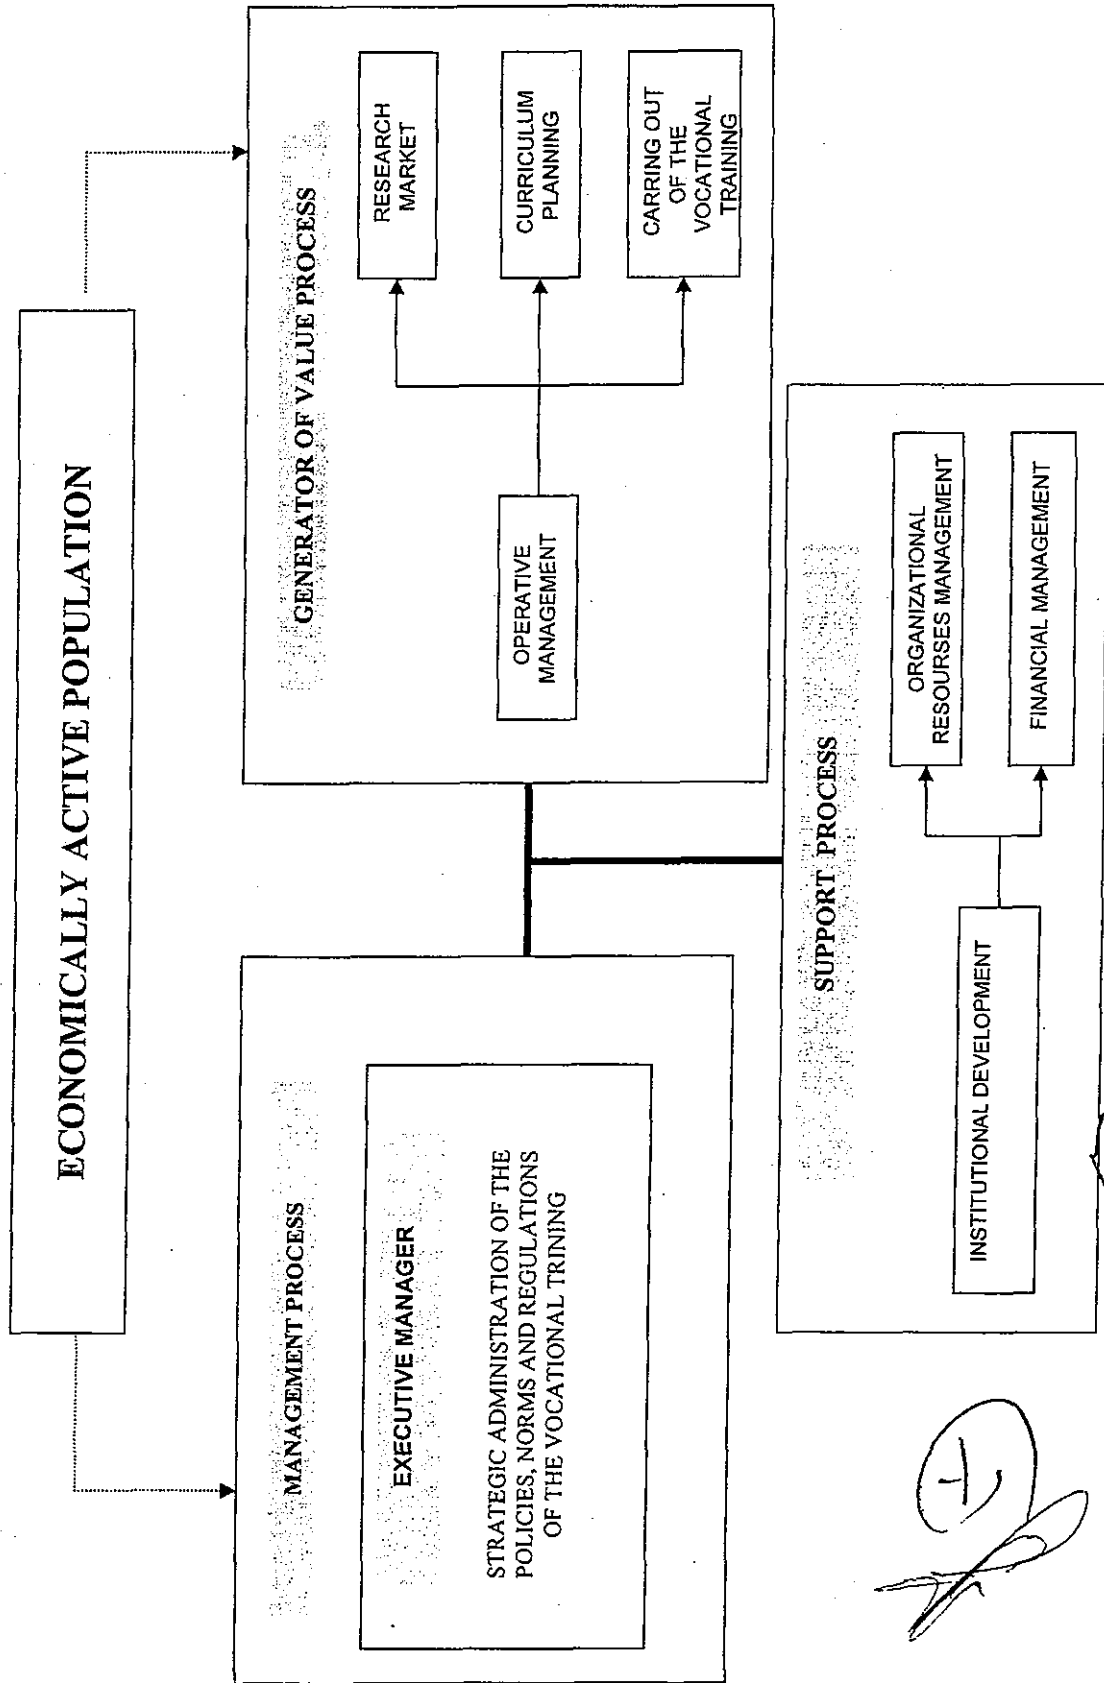 ECONOMICALLY ACTIVE POPULATION
MANAGEMENT PROCESS
EXECUTIVE MANAGER
STRATEGIC ADMINISTRATION OF THE
POLICIES, NORMS AND REGULATIONS
OF THE VOCATIONAL TRINING
GENERATOR OF VALUE PROCESS
OPERATIVE
MANAGEMENT
RESEARCH
MARKET
CURRICULUM
PLANNING
CARRING OUT
OF THE
VOCATIONAL
TRAINING
SUPPORT PROCESS
INSTITUTIONAL DEVELOPMENT
ORGANIZATIONAL
RESOURSES MANAGEMENT
FINANCIAL MANAGEMENT